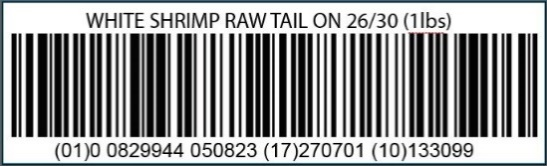 WHITE SHRIMP RAW TAIL ON 26/30 (1lbs)
(01)0 0829944 050823 (17)270701 (10)133099